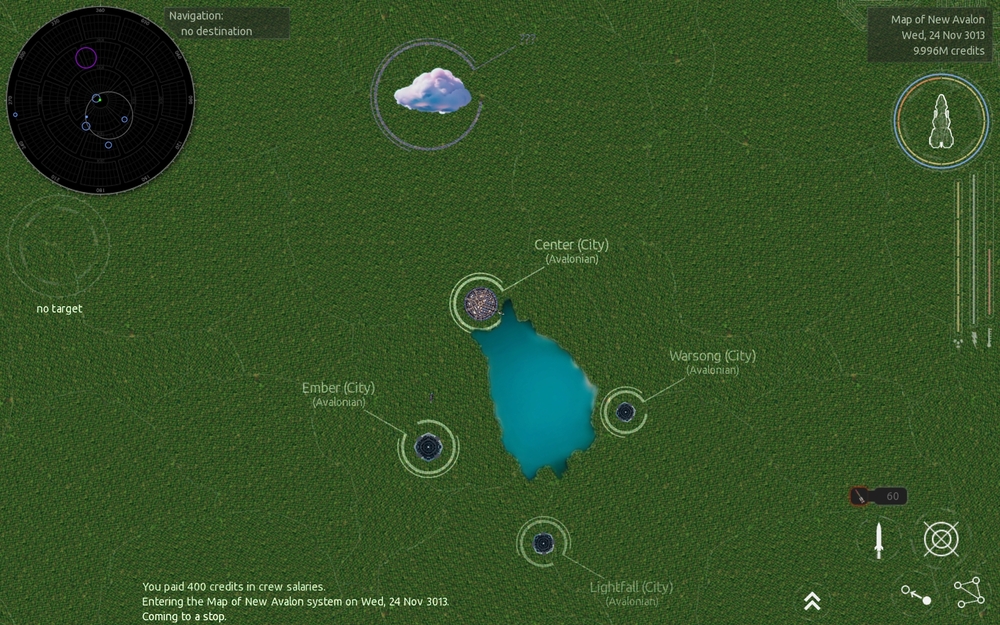 Navigation:
no destination
Map of New Avalon
Wed, 24 Nov 3013
9.996M credits
???
no target
Center (City)
(Avalonian)
Warsong (City)
(Avalonian)
Ember (City)
(Avalonian)
60
Lightfall (City)
(Avalonian)
You paid 400 credits in crew salaries.
Entering the Map of New Avalon system on Wed, 24 Nov 3013.
Coming to a stop.